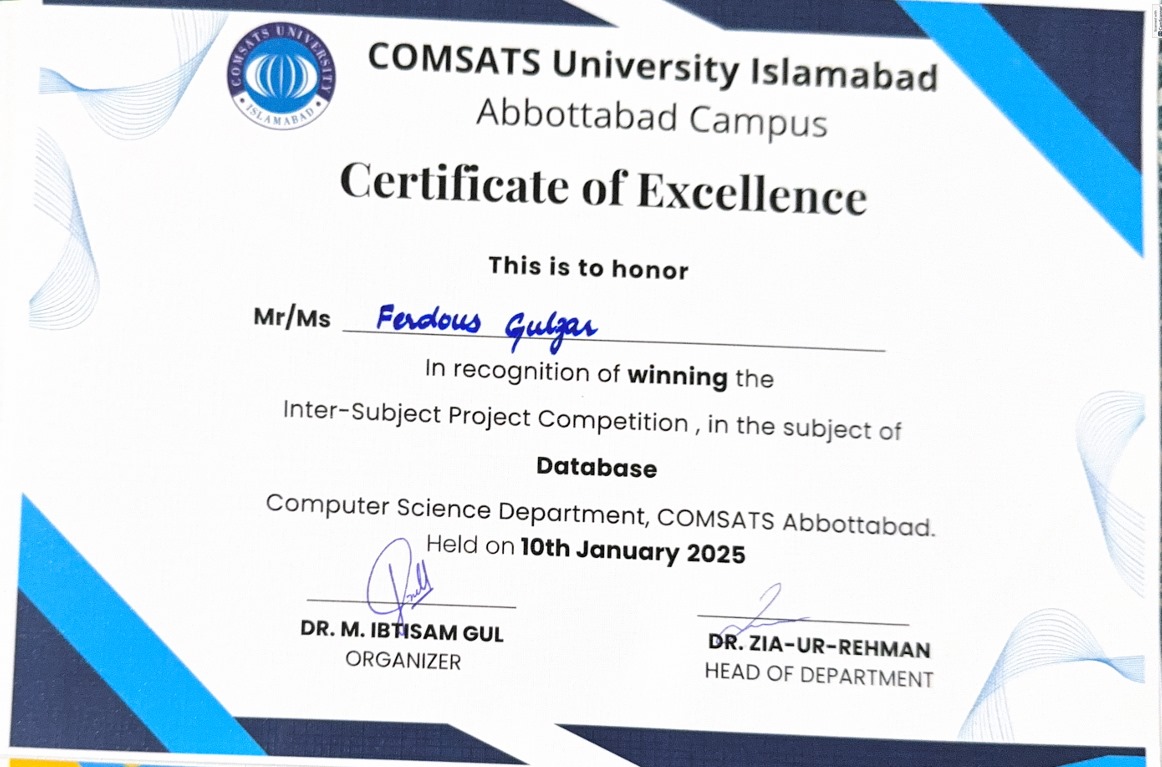 COMSATS UNIVERSITY
ISLAMABAD
COMSATS University Islamabad
Abbottabad Campus
Certificate of Excellence
This is to honor
Mr/Ms Ferdous Gulzar
In recognition of winning the
Inter-Subject Project Competition , in the subject of
Database
Computer Science Department, COMSATS Abbottabad.
Held on 10th January 2025
DR. M. IBTISAM GUL
ORGANIZER
DR. ZIA-UR-REHMAN
HEAD OF DEPARTMENT